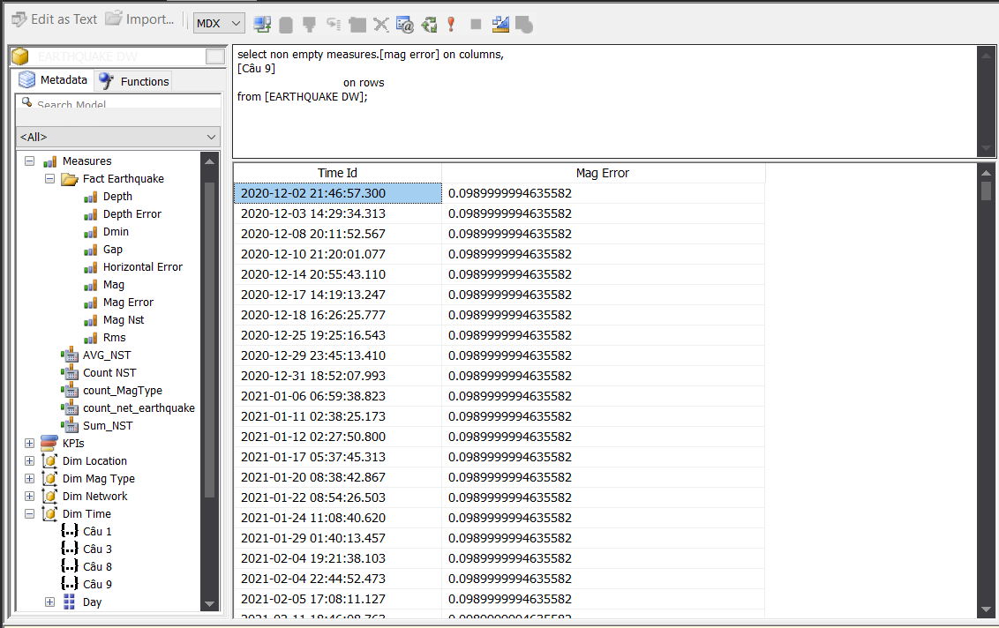 Edit as Text Import... MDX
EARTHQUAKE DW
Metadata Functions
Search Model
<All>
Measures
Fact Earthquake
Depth
Depth Error
Dmin
Gap
Horizontal Error
Mag
Mag Error
Mag Nst
Rms
AVG_NST
Count NST
count_MagType
count_net_earthquake
Sum_NST
KPIs
Dim Location
Dim Mag Type
Dim Network
Dim Time
Câu 1
Câu 3
Câu 8
Câu 9
Day
select non empty measures.[mag error] on columns,
[Câu 9]
on rows
from [EARTHQUAKE DW];
Time Id Mag Error
2020-12-02 21:46:57.300 0.0989999994635582
2020-12-03 14:29:34.313 0.0989999994635582
2020-12-08 20:11:52.567 0.0989999994635582
2020-12-10 21:20:01.077 0.0989999994635582
2020-12-14 20:55:43.110 0.0989999994635582
2020-12-17 14:19:13.247 0.0989999994635582
2020-12-18 16:26:25.777 0.0989999994635582
2020-12-25 19:25:16.543 0.0989999994635582
2020-12-29 23:45:13.410 0.0989999994635582
2020-12-31 18:52:07.993 0.0989999994635582
2021-01-06 06:59:38.823 0.0989999994635582
2021-01-11 02:38:25.173 0.0989999994635582
2021-01-12 02:27:50.800 0.0989999994635582
2021-01-17 05:37:45.313 0.0989999994635582
2021-01-20 08:38:42.867 0.0989999994635582
2021-01-22 08:54:26.503 0.0989999994635582
2021-01-24 11:08:40.620 0.0989999994635582
2021-01-29 01:40:13.457 0.0989999994635582
2021-02-04 19:21:38.103 0.0989999994635582
2021-02-04 22:44:52.473 0.0989999994635582
2021-02-05 17:08:11.127 0.0989999994635582